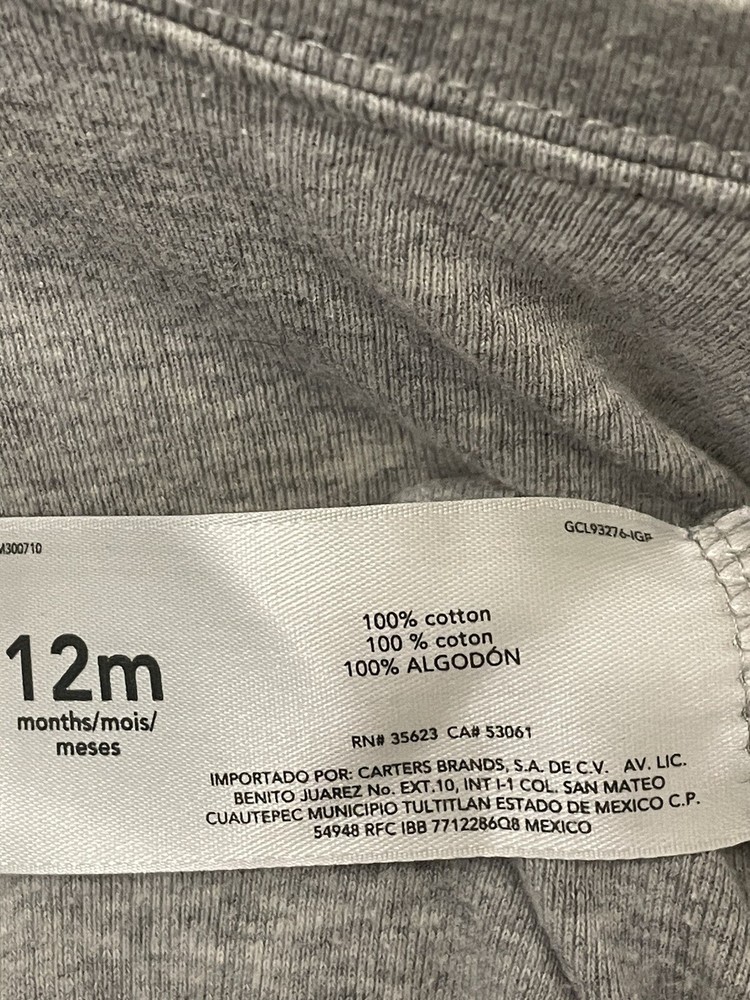 M300710
GCL93276-IGF
12m
months/mois/
meses
100% cotton
100 % coton
100% ALGODÓN
RN# 35623 CA# 53061
IMPORTADO POR: CARTERS BRANDS, S.A. DE C.V. AV. LIC.
BENITO JUAREZ No. EXT.10, INT I-1 COL. SAN MATEO
CUAUTEPEC MUNICIPIO TULTITLAN ESTADO DE MEXICO C.P.
54948 RFC IBB 7712286Q8 MEXICO